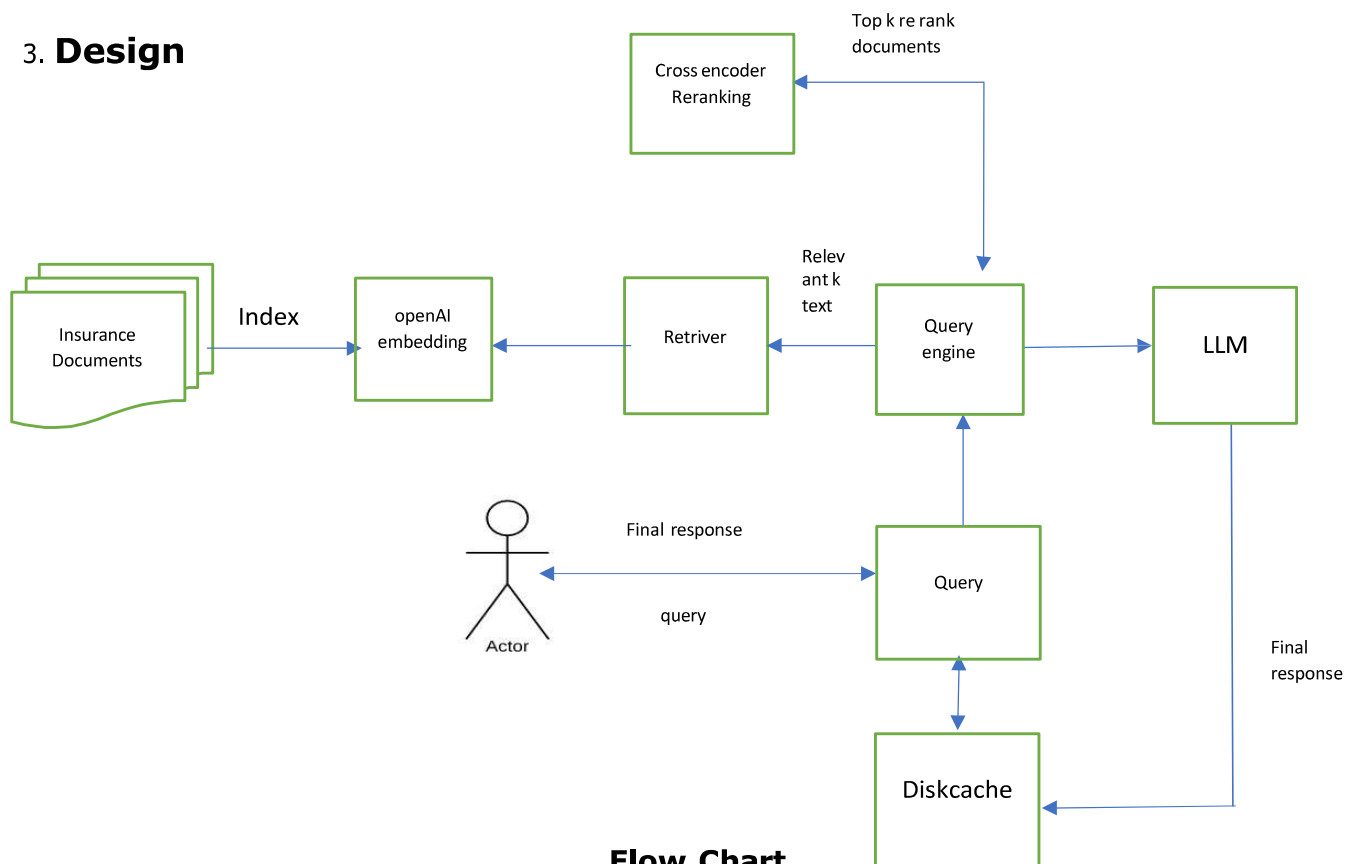 3. Design
Top k re rank
documents
Cross encoder
Reranking
Insurance
Documents
Index
openAI
embedding
Retriver
Relev
ant k
text
Query
engine
LLM
Actor
Final response
query
Query
Final
response
Diskcache
Flow Chart